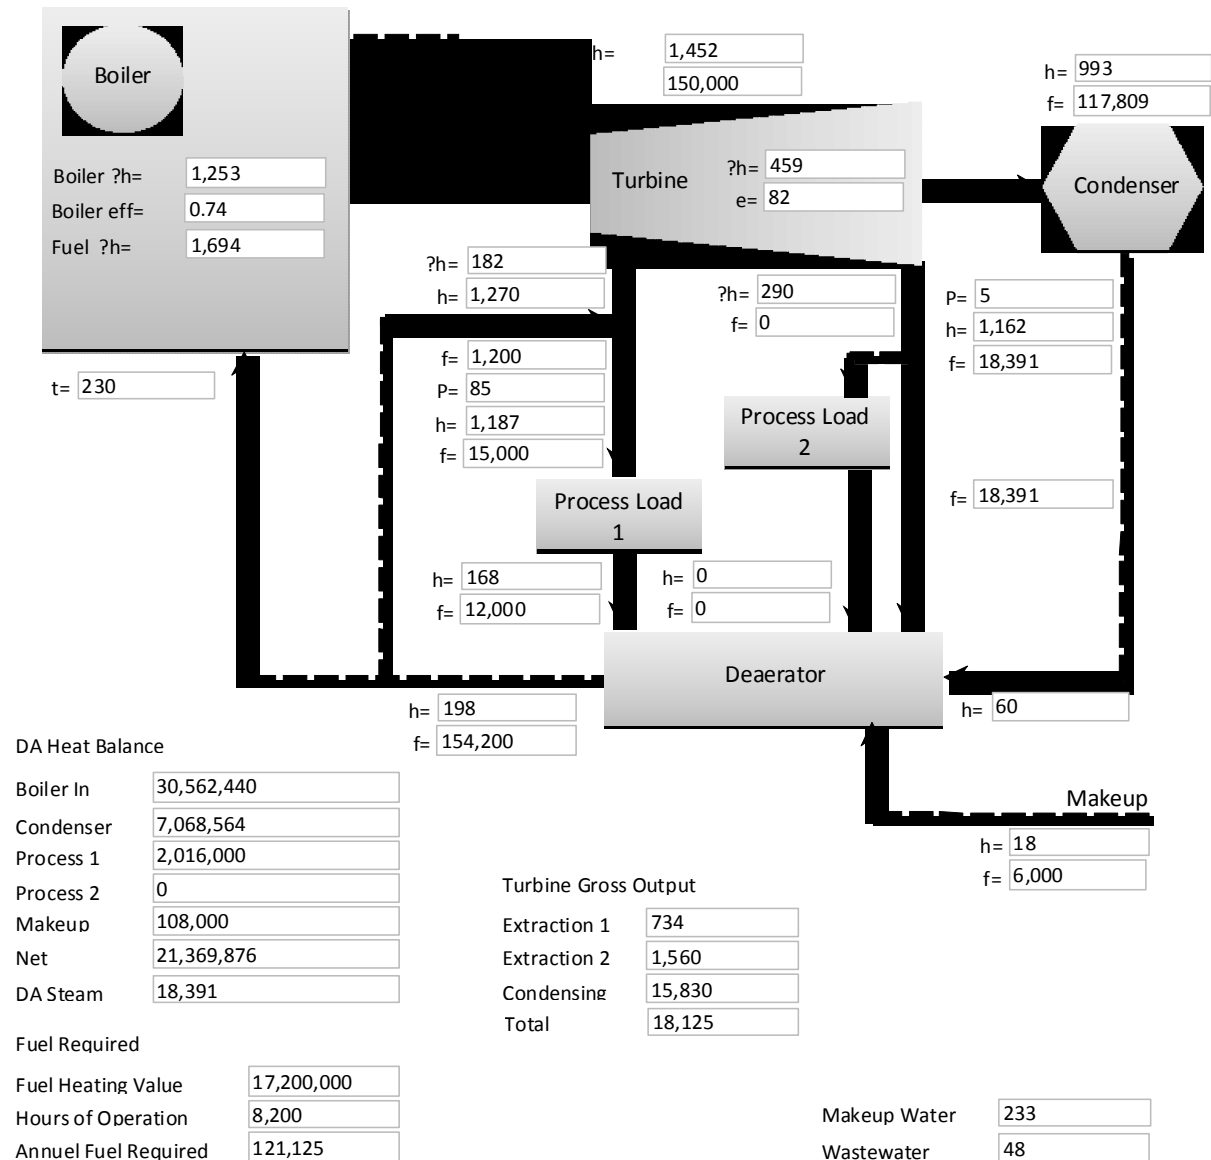 Boiler
Boiler ?h= 1,253
Boiler eff= 0.74
Fuel ?h= 1,694
t= 230
h= 1,452
150,000
Turbine
?h= 459
e= 82
h= 993
f= 117,809
Condenser
?h= 182
h= 1,270
f= 1,200
P= 85
h= 1,187
f= 15,000
?h= 290
f= 0
P= 5
h= 1,162
f= 18,391
f= 18,391
Process Load
1
Process Load
2
h= 168
f= 12,000
h= 0
f= 0
Deaerator
h= 198
f= 154,200
h= 60
Makeup
h= 18
f= 6,000
DA Heat Balance
Boiler In 30,562,440
Condenser 7,068,564
Process 1 2,016,000
Process 2 0
Makeup 108,000
Net 21,369,876
DA Steam 18,391
Turbine Gross Output
Extraction 1 734
Extraction 2 1,560
Condensing 15,830
Total 18,125
Fuel Required
Fuel Heating Value 17,200,000
Hours of Operation 8,200
Annuel Fuel Required 121,125
Makeup Water 233
Wastewater 48